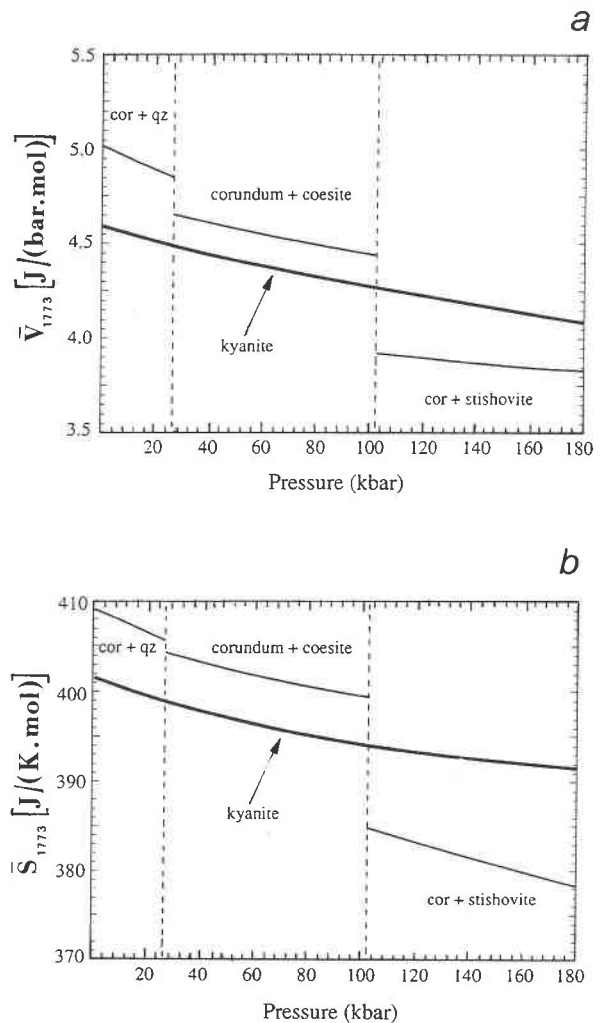 a
5.5
cor + qz
5.0
corundum + coesite
4.5
V̄1773 [J/(bar.mol)]
4.0
kyanite
cor + stishovite
3.5
20 40 60 80 100 120 140 160 180
Pressure (kbar)
b
410
cor + qz
corundum + coesite
400
S̄1773 [J/(K.mol)]
390
kyanite
380
cor + stishovite
370
20 40 60 80 100 120 140 160 180
Pressure (kbar)